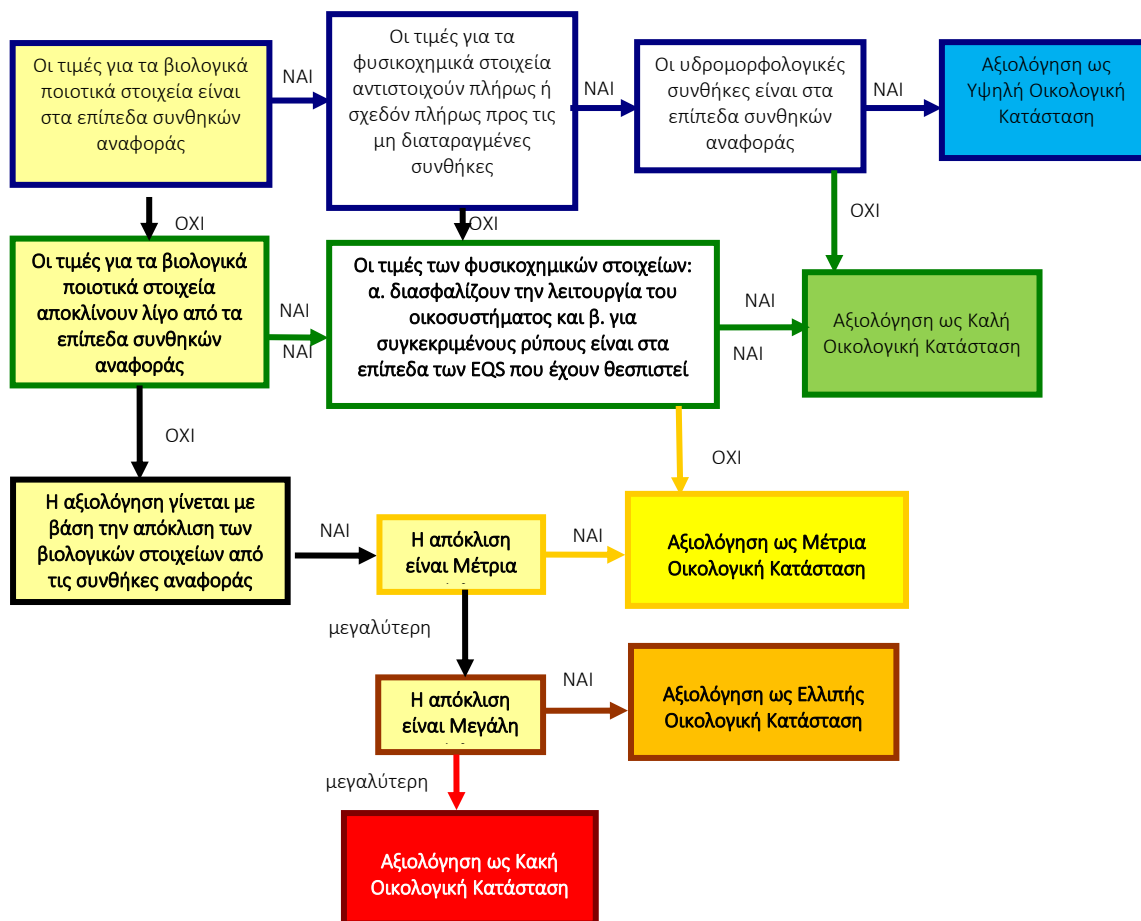 Οι τιμές για τα βιολογικά
ποιοτικά στοιχεία είναι
στα επίπεδα συνθηκών
αναφοράς
ΝΑΙ
Οι τιμές για τα
φυσικοχημικά στοιχεία
αντιστοιχούν πλήρως ή
σχεδόν πλήρως προς τις
μη διαταραγμένες
συνθήκες
ΝΑΙ
Οι υδρομορφολογικές
συνθήκες είναι στα
επίπεδα συνθηκών
αναφοράς
ΝΑΙ
Αξιολόγηση ως
Υψηλή Οικολογική
Κατάσταση
ΟΧΙ
ΟΧΙ
ΟΧΙ
Οι τιμές για τα βιολογικά
ποιοτικά στοιχεία
αποκλίνουν λίγο από τα
επίπεδα συνθηκών
αναφοράς
ΝΑΙ
ΝΑΙ
Οι τιμές των φυσικοχημικών στοιχείων:
α. διασφαλίζουν την λειτουργία του
οικοσυστήματος και β. για
συγκεκριμένους ρύπους είναι στα
επίπεδα των EQS που έχουν θεσπιστεί
ΝΑΙ
ΝΑΙ
Αξιολόγηση ως Καλή
Οικολογική Κατάσταση
ΟΧΙ
ΟΧΙ
Η αξιολόγηση γίνεται με
βάση την απόκλιση των
βιολογικών στοιχείων από
τις συνθήκες αναφοράς
ΝΑΙ
Η απόκλιση
είναι Μέτρια
ΝΑΙ
Αξιολόγηση ως Μέτρια
Οικολογική Κατάσταση
μεγαλύτερη
Η απόκλιση
είναι Μεγάλη
ΝΑΙ
Αξιολόγηση ως Ελλιπής
Οικολογική Κατάσταση
μεγαλύτερη
Αξιολόγηση ως Κακή
Οικολογική Κατάσταση